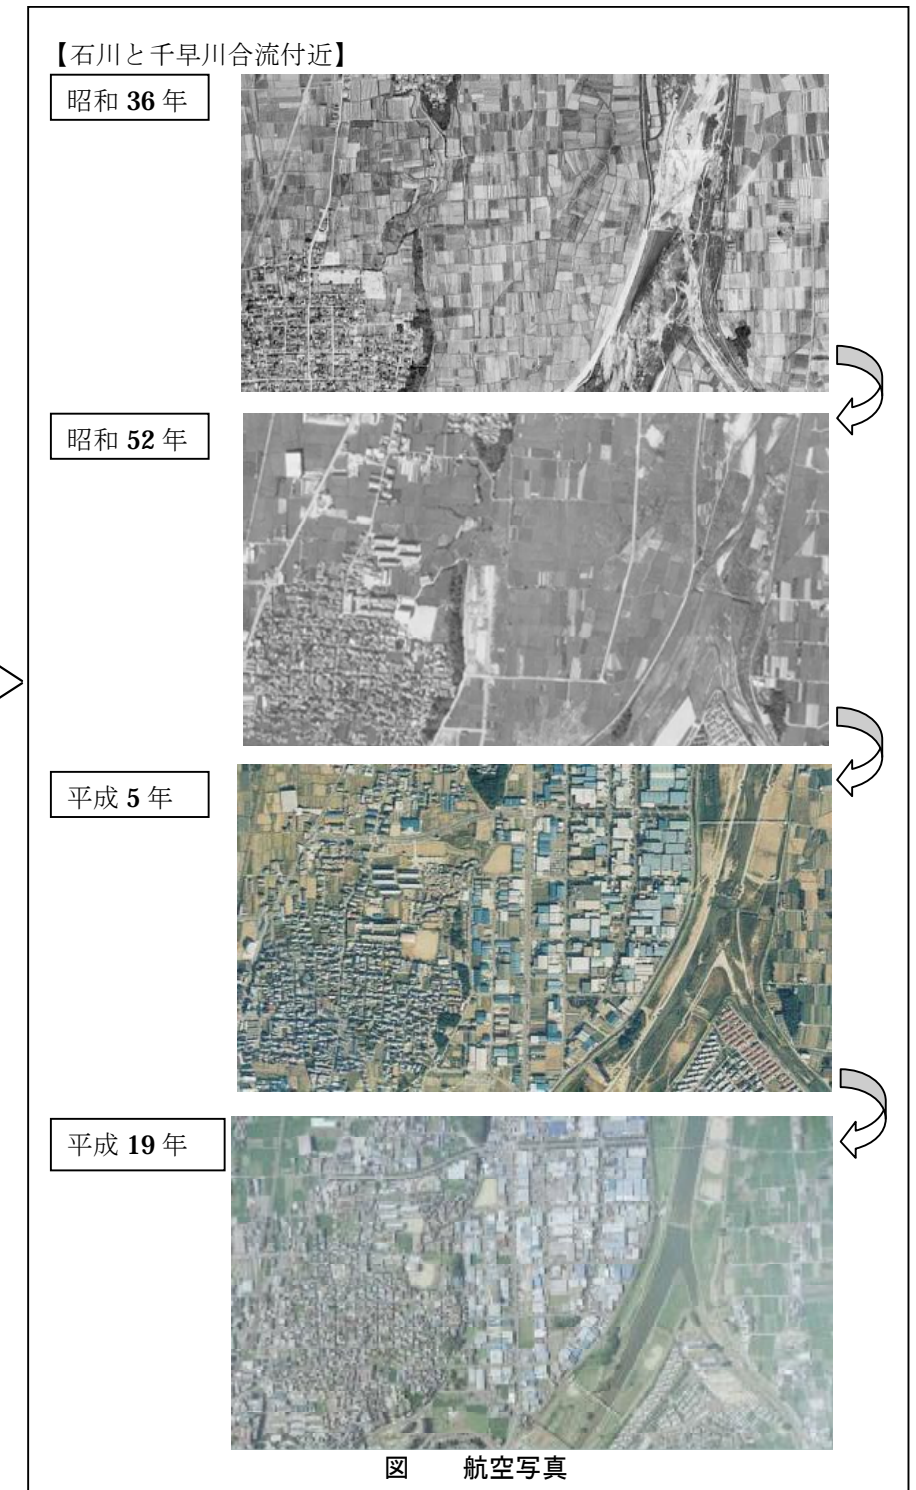 【石川と千早川合流付近】
昭和 36 年
昭和 52 年
平成 5 年
平成 19 年
図　　航空写真